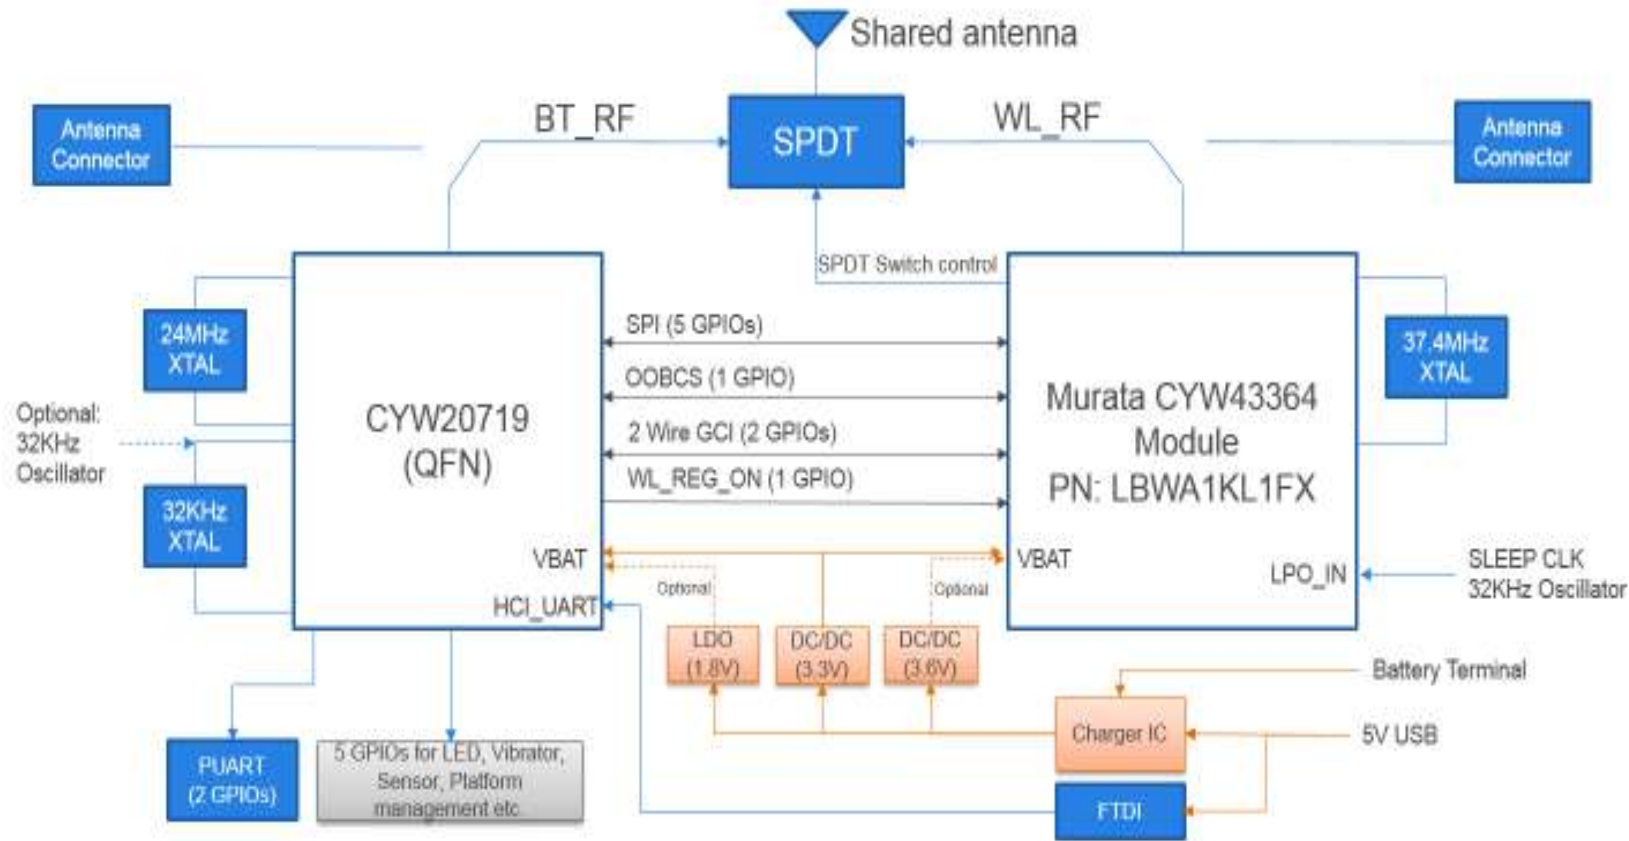 Shared antenna
BT_RF
WL_RF
Antenna
Connector
SPDT
Antenna
Connector
SPDT Switch control
24MHz
XTAL
SPI (5 GPIOs)
37.4MHz
XTAL
OOBCS (1 GPIO)
Optional:
32KHz
Oscillator
CYW20719
(QFN)
2 Wire GCI (2 GPIOs)
Murata CYW43364
Module
PN: LBWA1KL1FX
WL_REG_ON (1 GPIO)
32KHz
XTAL
VBAT
VBAT
Optional
Optional
LPO_IN
SLEEP CLK
32KHz Oscillator
HCI_UART
LDO
(1.8V)
DC/DC
(3.3V)
DC/DC
(3.6V)
Battery Terminal
Charger IC
5V USB
PUART
(2 GPIOs)
5 GPIOs for LED, Vibrator,
Sensor, Platform
management etc.
FTDI